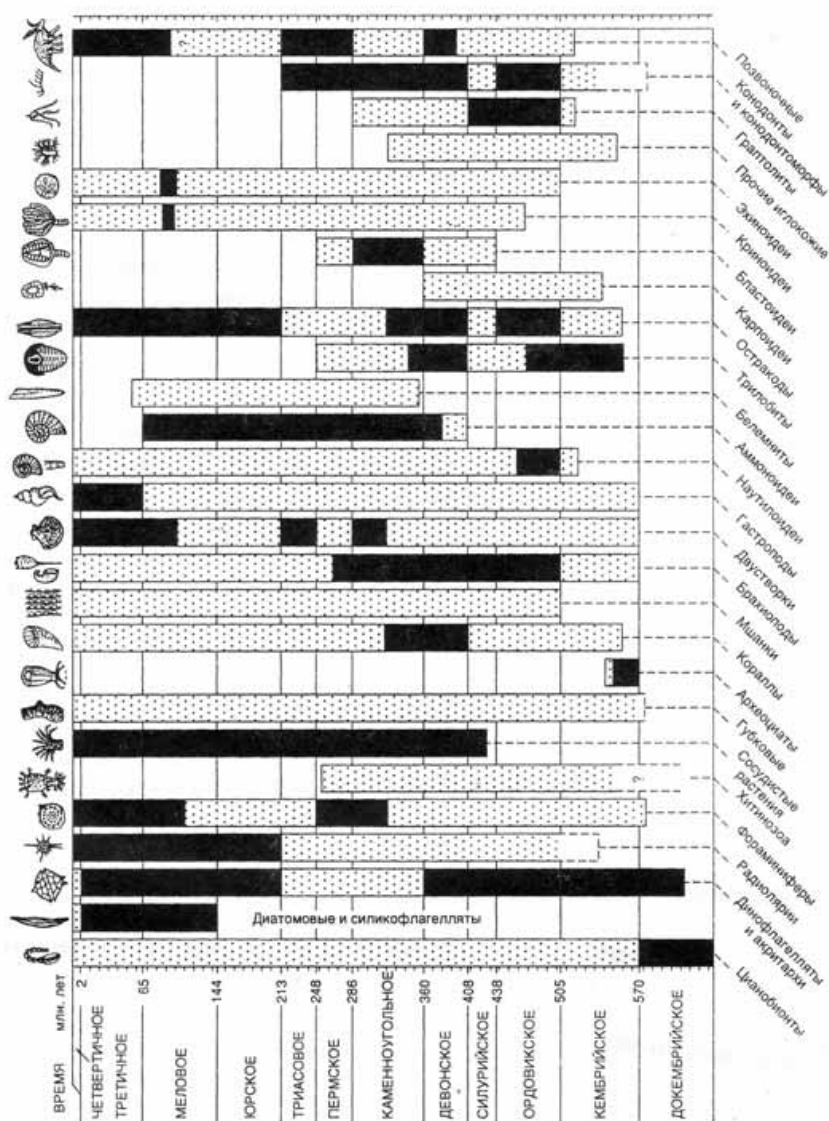 Позвоночные
Конодонты
и конодонтоморфы
Граптолиты
Прочие иглокожие
Эхиноидеи
Криноидеи
Бластоидеи
Карпоидеи
Остракоды
Трилобиты
Белемниты
Аммоноидеи
Наутилоидеи
Гастроподы
Двустворки
Брахиоподы
Мшанки
Кораллы
Археоциаты
Губковые
Сосудистые
растения
Хитинозоа
Фораминиферы
Радиолярии
Динофлагелляты
и акритархи
Цианобионты
?
?
Диатомовые и силикофлагелляты
млн. лет
2
65
144
213
248
286
360
408
438
505
570
ВРЕМЯ
ЧЕТВЕРТИЧНОЕ
ТРЕТИЧНОЕ
МЕЛОВОЕ
ЮРСКОЕ
ТРИАСОВОЕ
ПЕРМСКОЕ
КАМЕННОУГОЛЬНОЕ
ДЕВОНСКОЕ
СИЛУРИЙСКОЕ
ОРДОВИКСКОЕ
КЕМБРИЙСКОЕ
ДОКЕМБРИЙСКОЕ